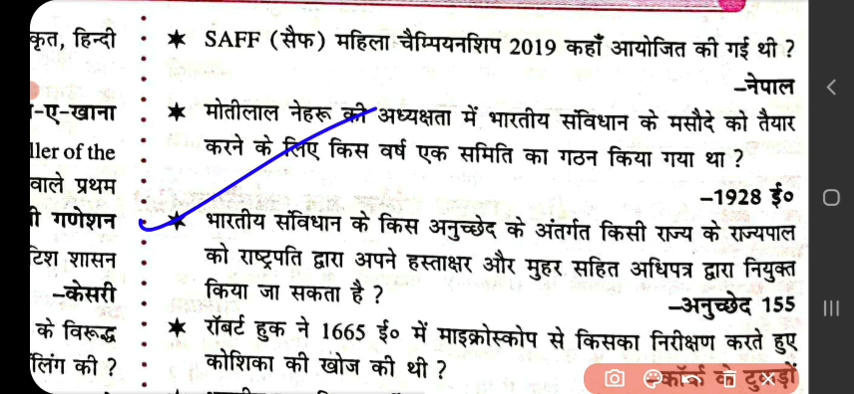 कृत, हिन्दी
-ए-खाना
ller of the
वाले प्रथम
ी गणेशन
टिश शासन
–केसरी
के विरूद्ध
लिंग की ?
★ SAFF (सैफ) महिला चैम्पियनशिप 2019 कहाँ आयोजित की गई थी ?
–नेपाल
★ मोतीलाल नेहरू की अध्यक्षता में भारतीय संविधान के मसौदे को तैयार
करने के लिए किस वर्ष एक समिति का गठन किया गया था ?
–1928 ई०
★ भारतीय संविधान के किस अनुच्छेद के अंतर्गत किसी राज्य के राज्यपाल
को राष्ट्रपति द्वारा अपने हस्ताक्षर और मुहर सहित अधिपत्र द्वारा नियुक्त
किया जा सकता है ?
–अनुच्छेद 155
★ रॉबर्ट हुक ने 1665 ई० में माइक्रोस्कोप से किसका निरीक्षण करते हुए
कोशिका की खोज की थी ?
–कॉर्क के टुकड़ों